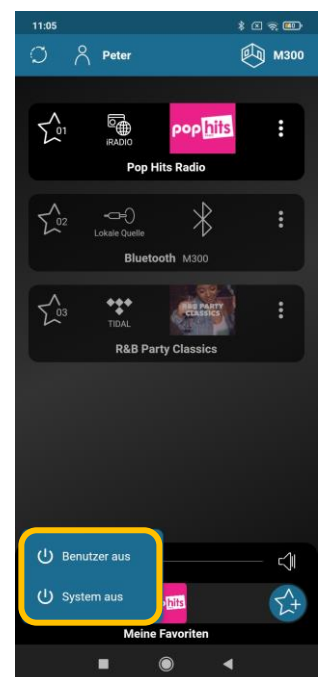 11:05
Peter
M300
01
iRADIO
pop hits
Pop Hits Radio
02
Lokale Quelle
Bluetooth M300
03
TIDAL
R&B PARTY
CLASSICS
R&B Party Classics
Benutzer aus
System aus
hits
Meine Favoriten